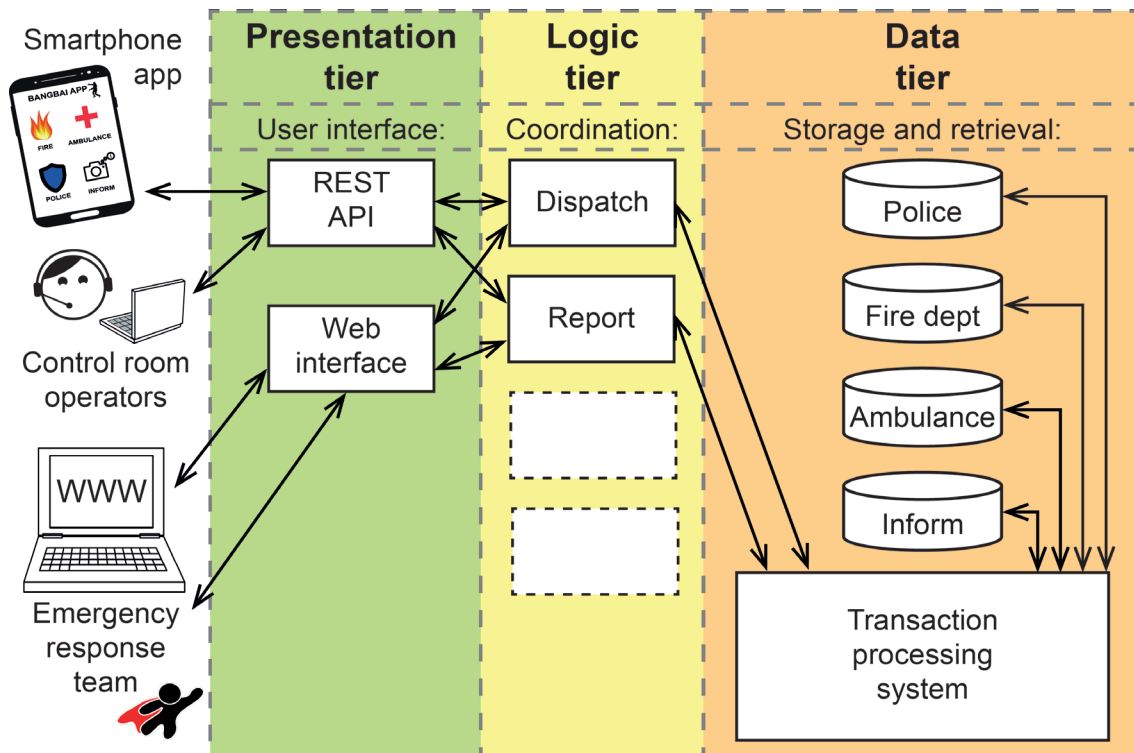 Smartphone
app
BANGBAI APP
FIRE
AMBULANCE
POLICE
INFORM
Control room
operators
WWW
Emergency
response
team
Presentation
tier
User interface:
REST
API
Web
interface
Logic
tier
Coordination:
Dispatch
Report
Data
tier
Storage and retrieval:
Police
Fire dept
Ambulance
Inform
Transaction
processing
system